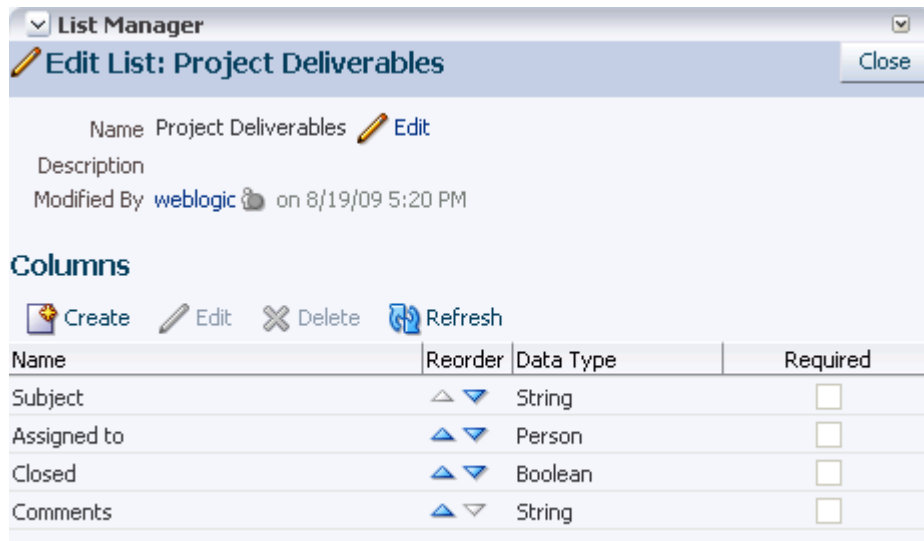 List Manager
Edit List: Project Deliverables Close
Name Project Deliverables Edit
Description
Modified By weblogic on 8/19/09 5:20 PM
Columns
Create Edit Delete Refresh
Name Reorder Data Type Required
Subject String
Assigned to Person
Closed Boolean
Comments String